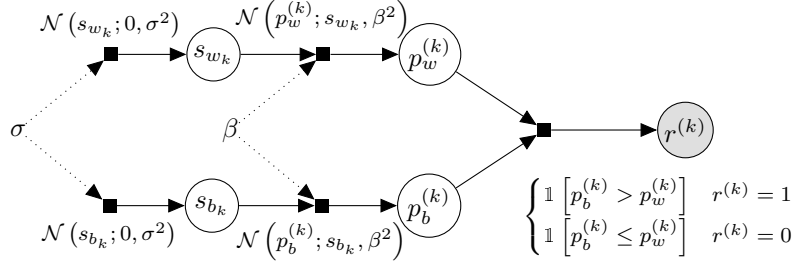 𝒩(s_{w_k}; 0, σ²) 𝒩(p_w^{(k)}; s_{w_k}, β²)
s_{w_k} p_w^{(k)}
σ β r^{(k)}
s_{b_k} p_b^{(k)}
𝒩(s_{b_k}; 0, σ²) 𝒩(p_b^{(k)}; s_{b_k}, β²)
{ 𝟙[p_b^{(k)} > p_w^{(k)}] r^{(k)} = 1
𝟙[p_b^{(k)} ≤ p_w^{(k)}] r^{(k)} = 0